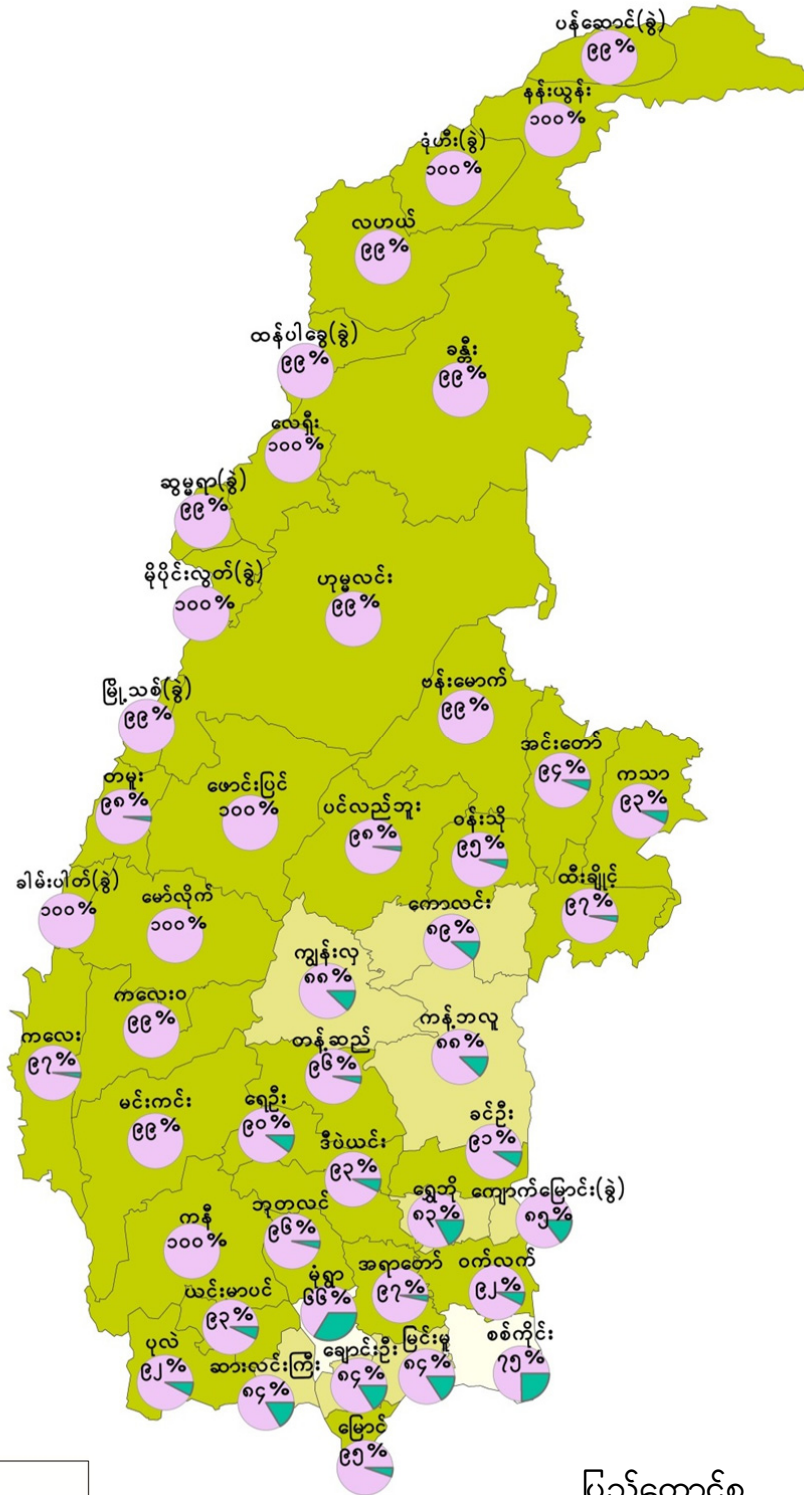 ပန်ဆောင်(ခွဲ)
၉၉%
နန်းယွန်း
၁၀၀%
ဒုံဟီး(ခွဲ)
၁၀၀%
လဟယ်
၉၉%
ထန်ပါခွေ(ခွဲ)
၉၉%
ခန္တီး
၉၉%
လေရှီး
၁၀၀%
ဆွမ္မရာ(ခွဲ)
၉၉%
မိုပိုင်းလွတ်(ခွဲ)
၁၀၀%
ဟုမ္မလင်း
၉၉%
မြို့သစ်(ခွဲ)
၉၉%
ဗန်းမောက်
၉၉%
အင်းတော်
၉၄%
ကသာ
၉၃%
တမူး
၉၈%
ဖောင်းပြင်
၁၀၀%
ပင်လည်ဘူး
၉၈%
ဝန်းသို
၉၅%
ထီးချိုင့်
၉၇%
ခါမ်းပါတ်(ခွဲ)
၁၀၀%
မော်လိုက်
၁၀၀%
ကောလင်း
၈၉%
ကျွန်းလှ
၈၈%
ကလေးဝ
၉၉%
ကန့်ဘလူ
၈၈%
ကလေး
၉၇%
တန့်ဆည်
၉၆%
မင်းကင်း
၉၉%
ရေဦး
၉၀%
ခင်ဦး
၉၁%
ဒီပဲယင်း
၉၃%
ရွှေဘို
၈၃%
ကျောက်မြောင်း(ခွဲ)
၈၅%
ကနီ
၁၀၀%
ဘုတလင်
၉၆%
မုံရွာ
၆၆%
အရာတော်
၉၇%
ဝက်လက်
၉၂%
ယင်းမာပင်
၉၃%
ပုလဲ
၉၂%
ဆားလင်းကြီး
၈၄%
ချောင်းဦး
၈၄%
မြင်းမူ
၈၄%
စစ်ကိုင်း
၇၅%
မြောင်
၉၅%